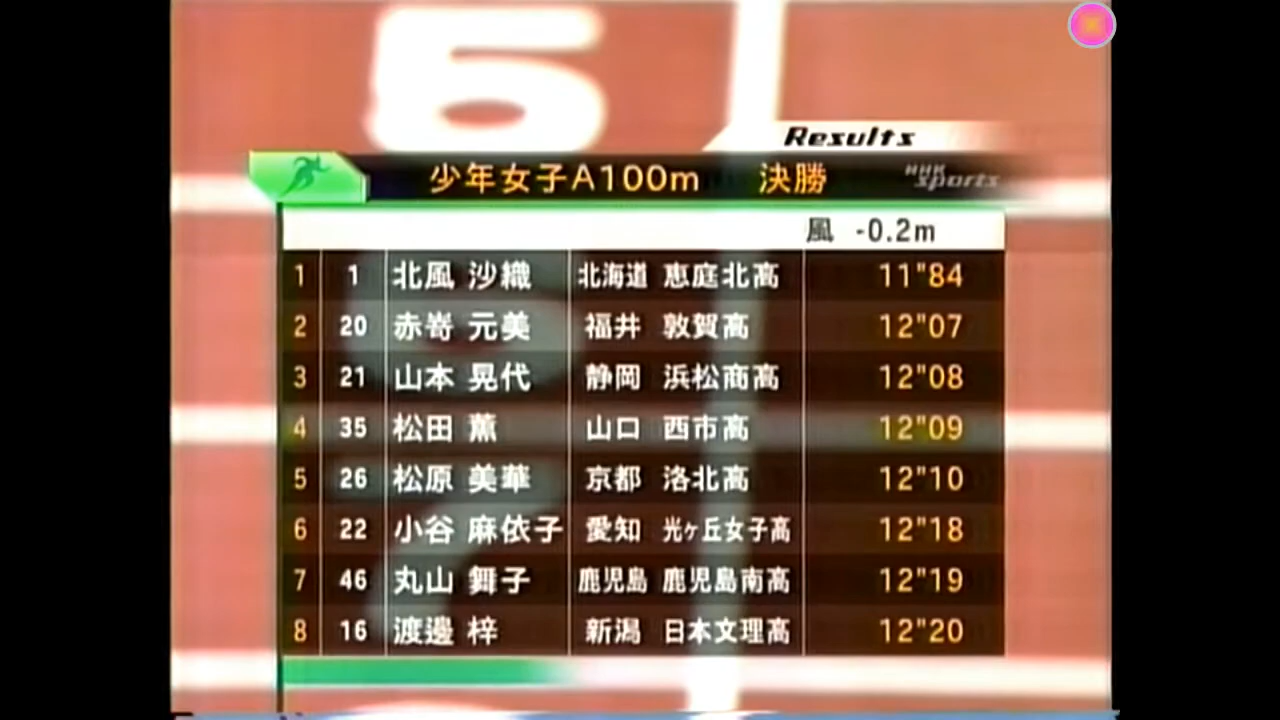 5
Results
少年女子A100m 決勝 NHK sports
風 -0.2m
1 1 北風 沙織 北海道 恵庭北高 11"84
2 20 赤嵜 元美 福井 敦賀高 12"07
3 21 山本 晃代 静岡 浜松商高 12"08
4 35 松田 薫 山口 西市高 12"09
5 26 松原 美華 京都 洛北高 12"10
6 22 小谷 麻依子 愛知 光ヶ丘女子高 12"18
7 46 丸山 舞子 鹿児島 鹿児島南高 12"19
8 16 渡邊 梓 新潟 日本文理高 12"20